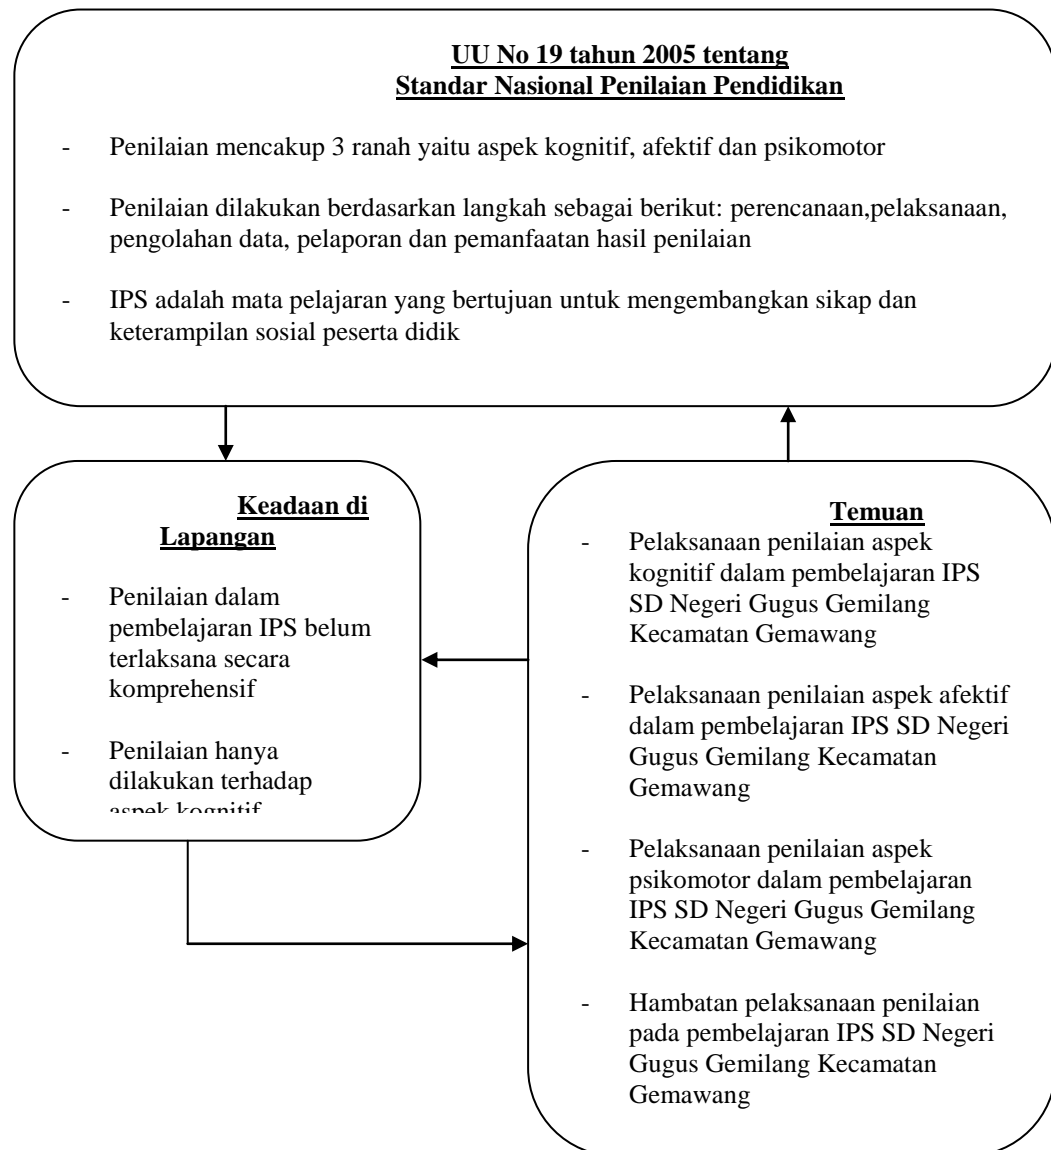 UU No 19 tahun 2005 tentang
Standar Nasional Penilaian Pendidikan
- Penilaian mencakup 3 ranah yaitu aspek kognitif, afektif dan psikomotor
- Penilaian dilakukan berdasarkan langkah sebagai berikut: perencanaan,pelaksanaan,
pengolahan data, pelaporan dan pemanfaatan hasil penilaian
- IPS adalah mata pelajaran yang bertujuan untuk mengembangkan sikap dan
keterampilan sosial peserta didik
Keadaan di
Lapangan
- Penilaian dalam
pembelajaran IPS belum
terlaksana secara
komprehensif
- Penilaian hanya
dilakukan terhadap
aspek kognitif
Temuan
- Pelaksanaan penilaian aspek
kognitif dalam pembelajaran IPS
SD Negeri Gugus Gemilang
Kecamatan Gemawang
- Pelaksanaan penilaian aspek afektif
dalam pembelajaran IPS SD Negeri
Gugus Gemilang Kecamatan
Gemawang
- Pelaksanaan penilaian aspek
psikomotor dalam pembelajaran
IPS SD Negeri Gugus Gemilang
Kecamatan Gemawang
- Hambatan pelaksanaan penilaian
pada pembelajaran IPS SD Negeri
Gugus Gemilang Kecamatan
Gemawang